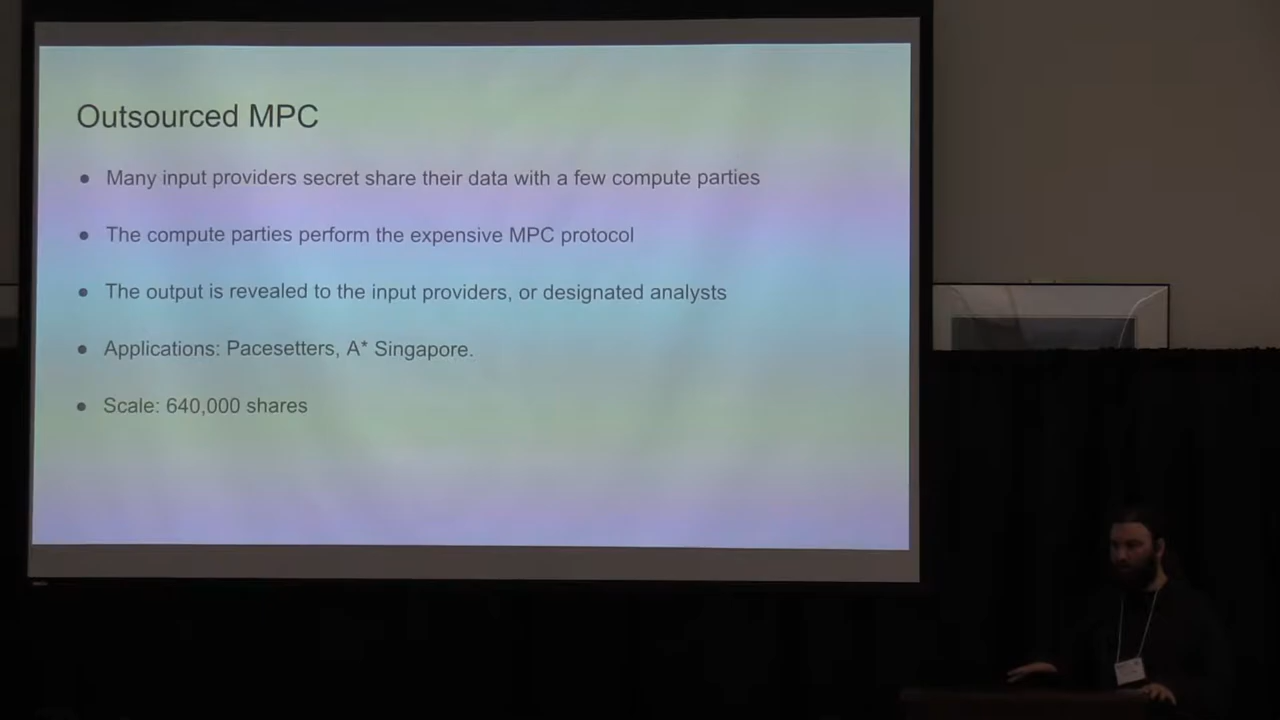 Outsourced MPC
● Many input providers secret share their data with a few compute parties
● The compute parties perform the expensive MPC protocol
● The output is revealed to the input providers, or designated analysts
● Applications: Pacesetters, A* Singapore.
● Scale: 640,000 shares